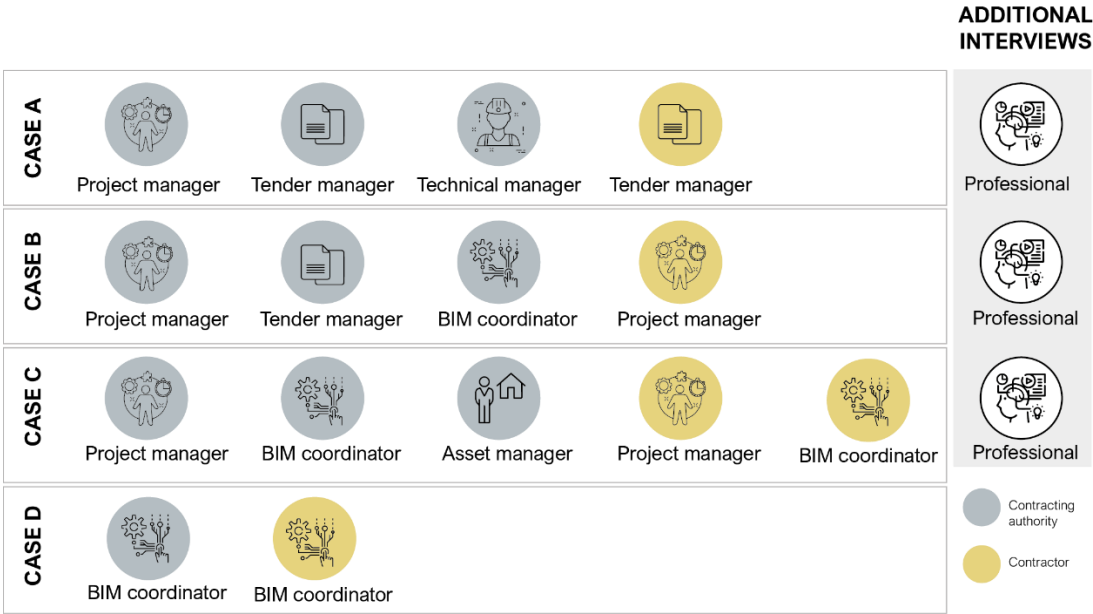 ADDITIONAL
INTERVIEWS
CASE A
Project manager
Tender manager
Technical manager
Tender manager
Professional
CASE B
Project manager
Tender manager
BIM coordinator
Project manager
Professional
CASE C
Project manager
BIM coordinator
Asset manager
Project manager
BIM coordinator
Professional
CASE D
BIM coordinator
BIM coordinator
Contracting
authority
Contractor